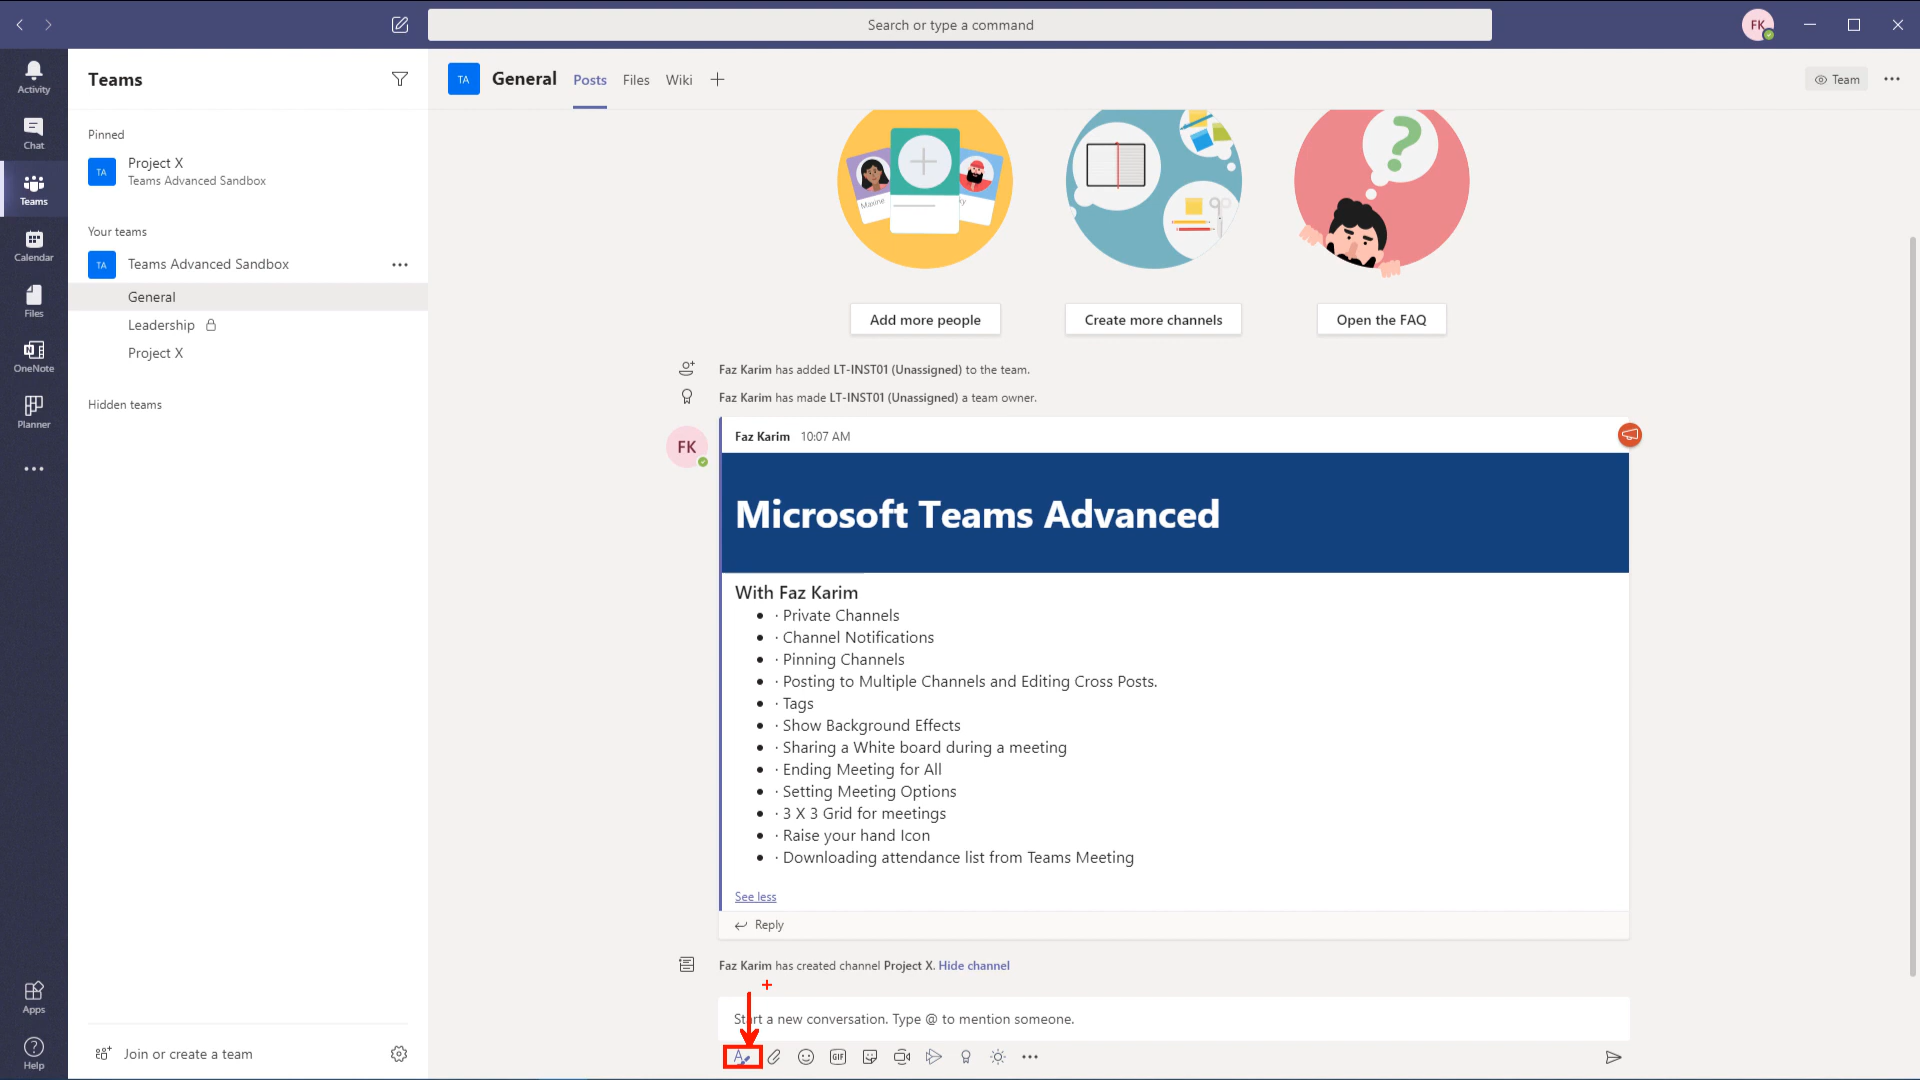 Search or type a command
FK
Activity
Chat
Teams
Calendar
Files
OneNote
Planner
Apps
Help
Teams
Pinned
TA
Project X
Teams Advanced Sandbox
Your teams
TA
Teams Advanced Sandbox
General
Leadership
Project X
Hidden teams
Join or create a team
TA
General
Posts
Files
Wiki
Team
Maxine
Add more people
Create more channels
Open the FAQ
Faz Karim has added LT-INST01 (Unassigned) to the team.
Faz Karim has made LT-INST01 (Unassigned) a team owner.
FK
Faz Karim 10:07 AM
Microsoft Teams Advanced
With Faz Karim
• · Private Channels
• · Channel Notifications
• · Pinning Channels
• · Posting to Multiple Channels and Editing Cross Posts.
• · Tags
• · Show Background Effects
• · Sharing a White board during a meeting
• · Ending Meeting for All
• · Setting Meeting Options
• · 3 X 3 Grid for meetings
• · Raise your hand Icon
• · Downloading attendance list from Teams Meeting
See less
Reply
Faz Karim has created channel Project X. Hide channel
Start a new conversation. Type @ to mention someone.
GIF